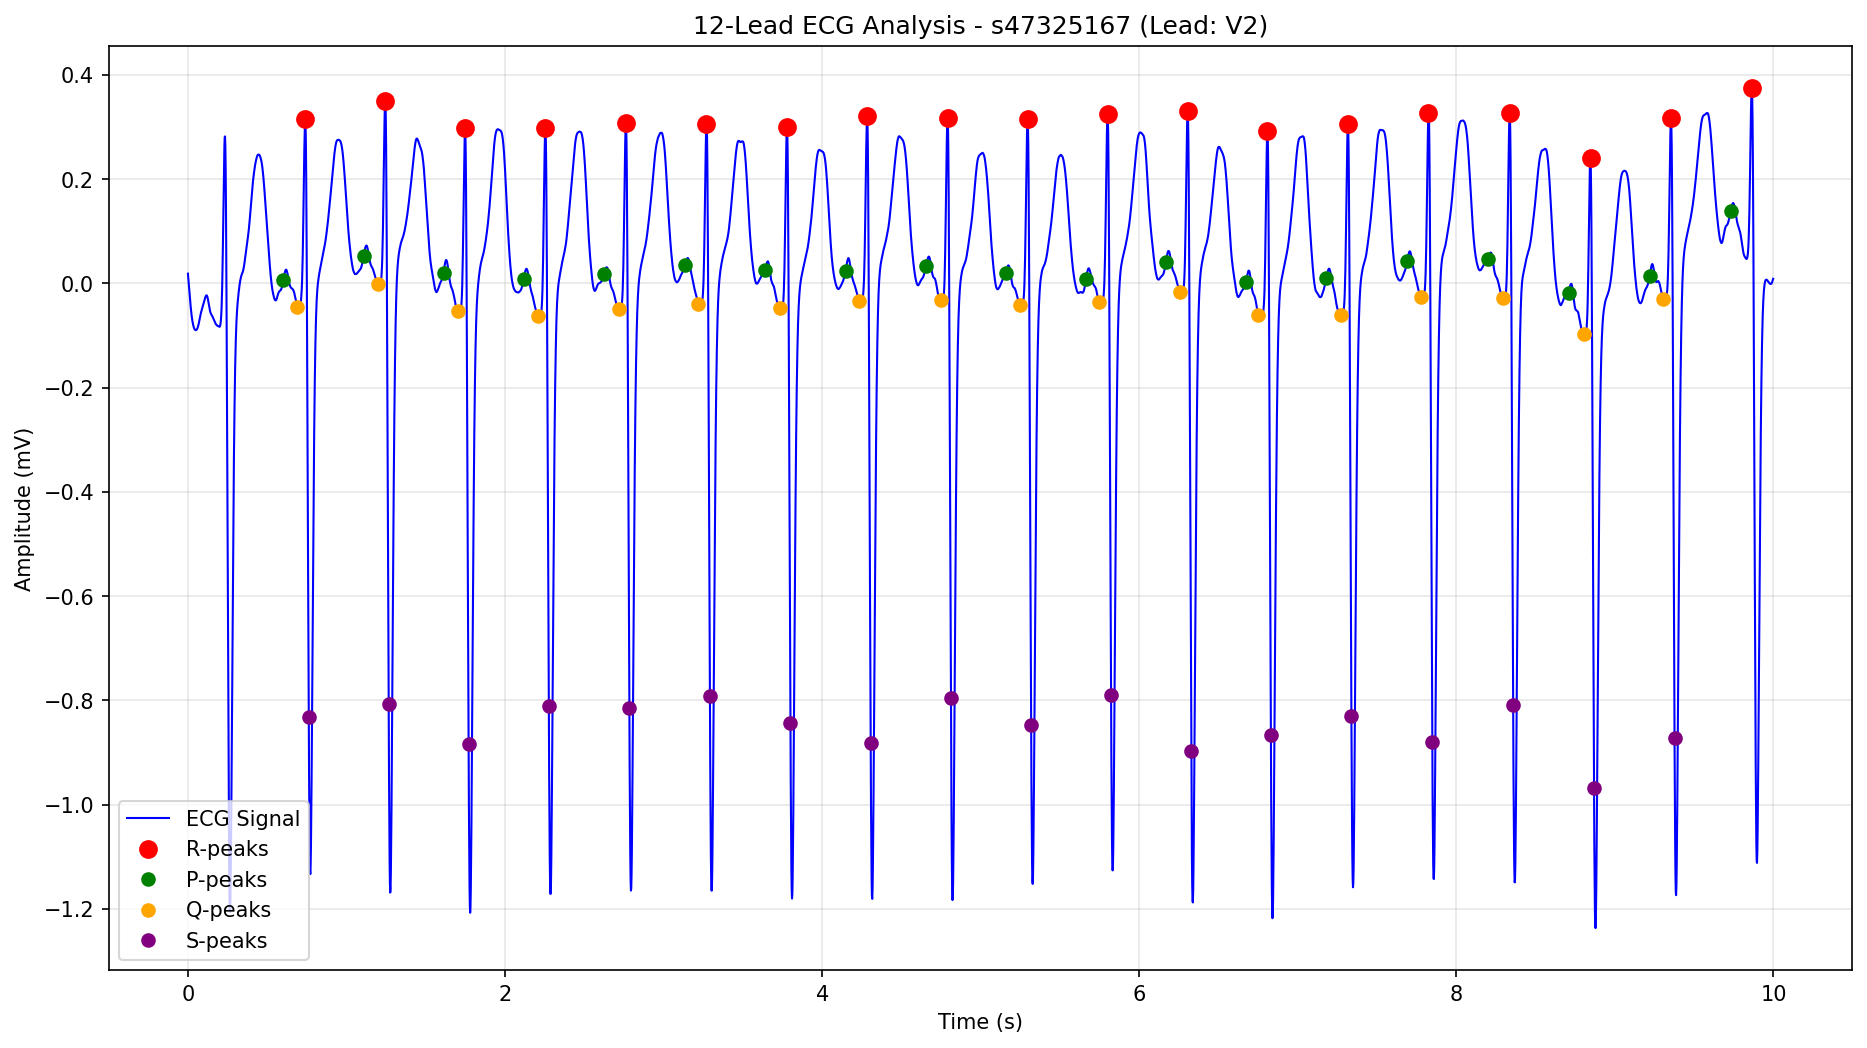 12-Lead ECG Analysis - s47325167 (Lead: V2)
0.4
0.2
0.0
−0.2
−0.4
−0.6
−0.8
−1.0
−1.2
Amplitude (mV)
ECG Signal
R-peaks
P-peaks
Q-peaks
S-peaks
0 2 4 6 8 10
Time (s)